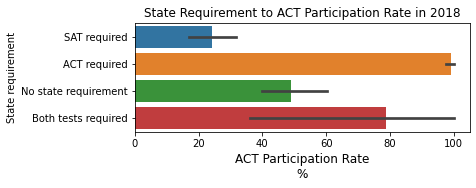 State Requirement to ACT Participation Rate in 2018
State requirement
SAT required
ACT required
No state requirement
Both tests required
0 20 40 60 80 100
ACT Participation Rate
%